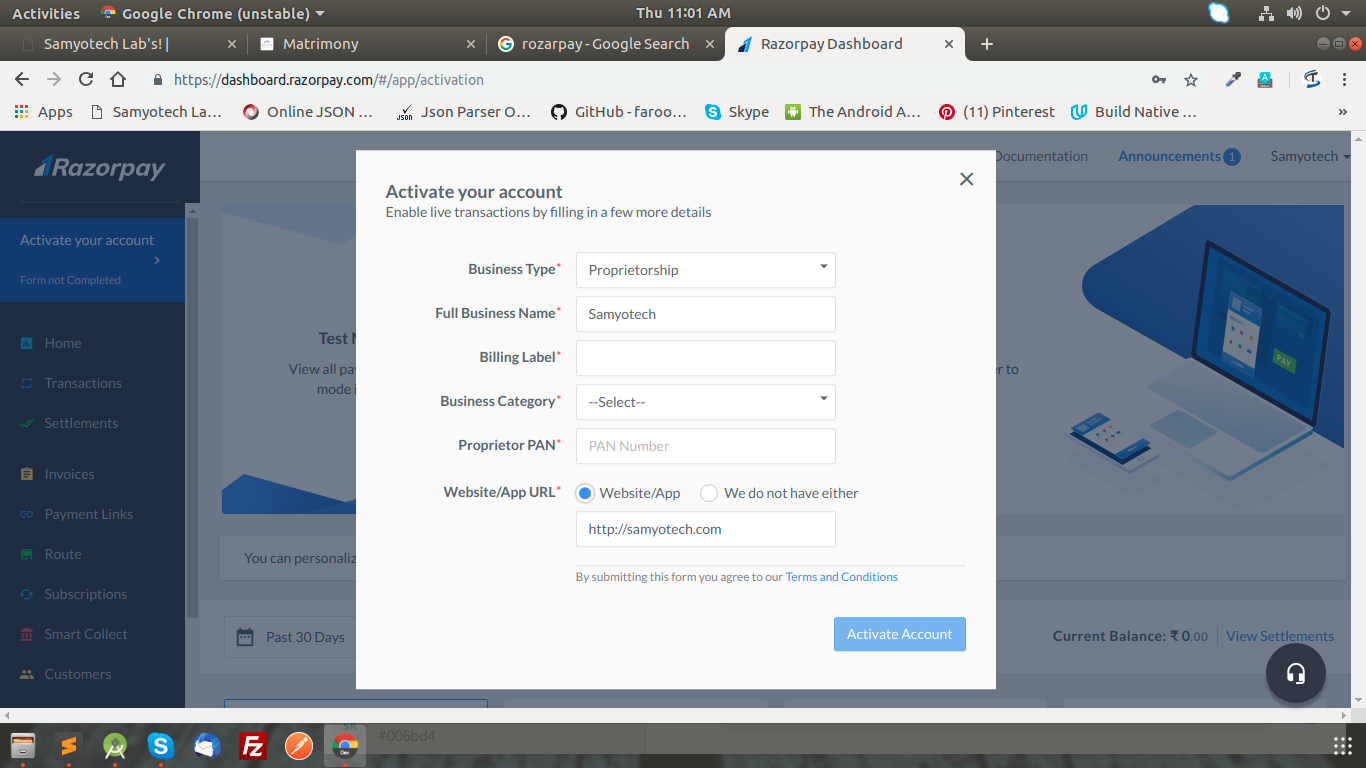 Activities
Google Chrome (unstable)
Thu 11:01 AM
Samyotech Lab's! |
Matrimony
rozarpay - Google Search
Razorpay Dashboard
https://dashboard.razorpay.com/#/app/activation
Apps
Samyotech La...
Online JSON ...
JSON
Json Parser O...
GitHub - faroo...
Skype
The Android A...
(11) Pinterest
Build Native ...
»
Razorpay
Documentation
Announcements 1
Samyotech
Activate your account
Form not Completed
Home
Transactions
Settlements
Invoices
Payment Links
Route
Subscriptions
Smart Collect
Customers
Activate your account
Enable live transactions by filling in a few more details
Business Type*
Proprietorship
Full Business Name*
Samyotech
Billing Label*
Business Category*
--Select--
Proprietor PAN*
PAN Number
Website/App URL*
Website/App
We do not have either
http://samyotech.com
By submitting this form you agree to our Terms and Conditions
Activate Account
Test M
View all pay
mode i
er to
PAY
You can personaliz
Past 30 Days
Current Balance: ₹ 0.00
View Settlements
Fz
Dev
#006bd4